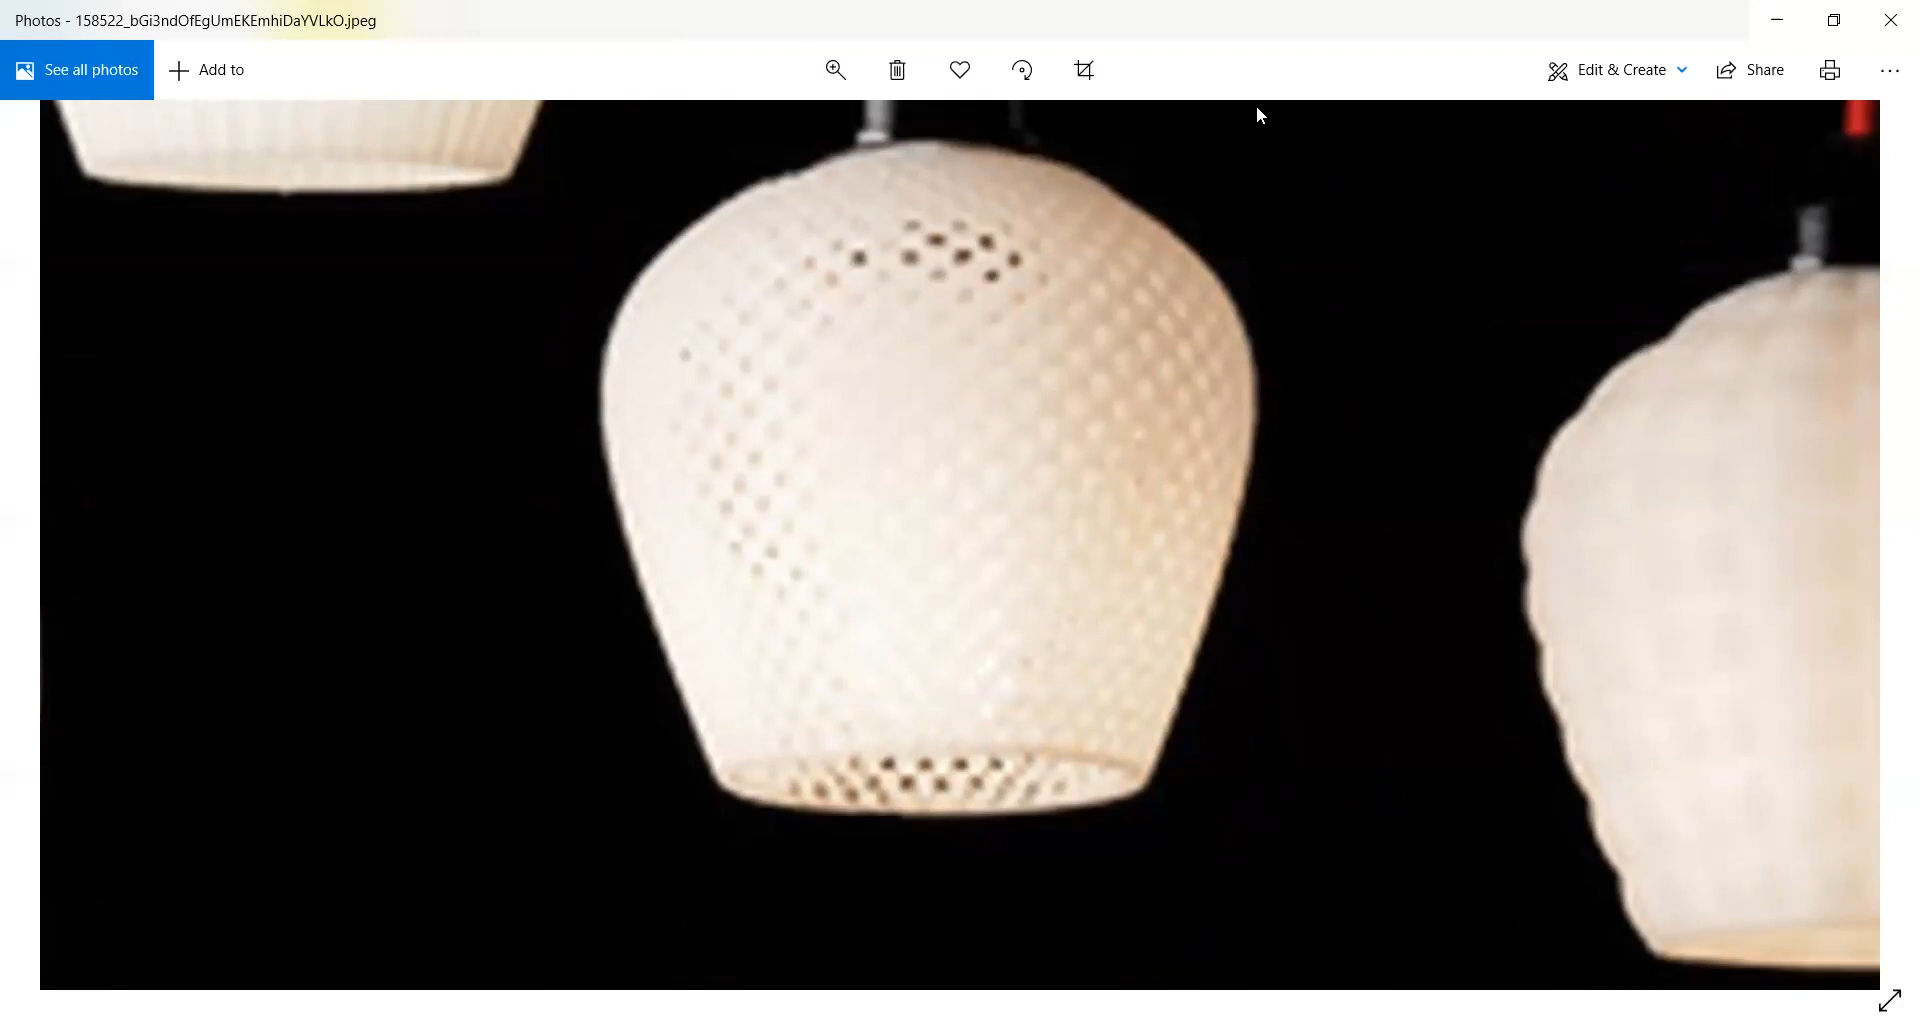 Photos - 158522_bGi3ndOfEgUmEKEmhiDaYVLkO.jpeg
See all photos
Add to
Edit & Create
Share